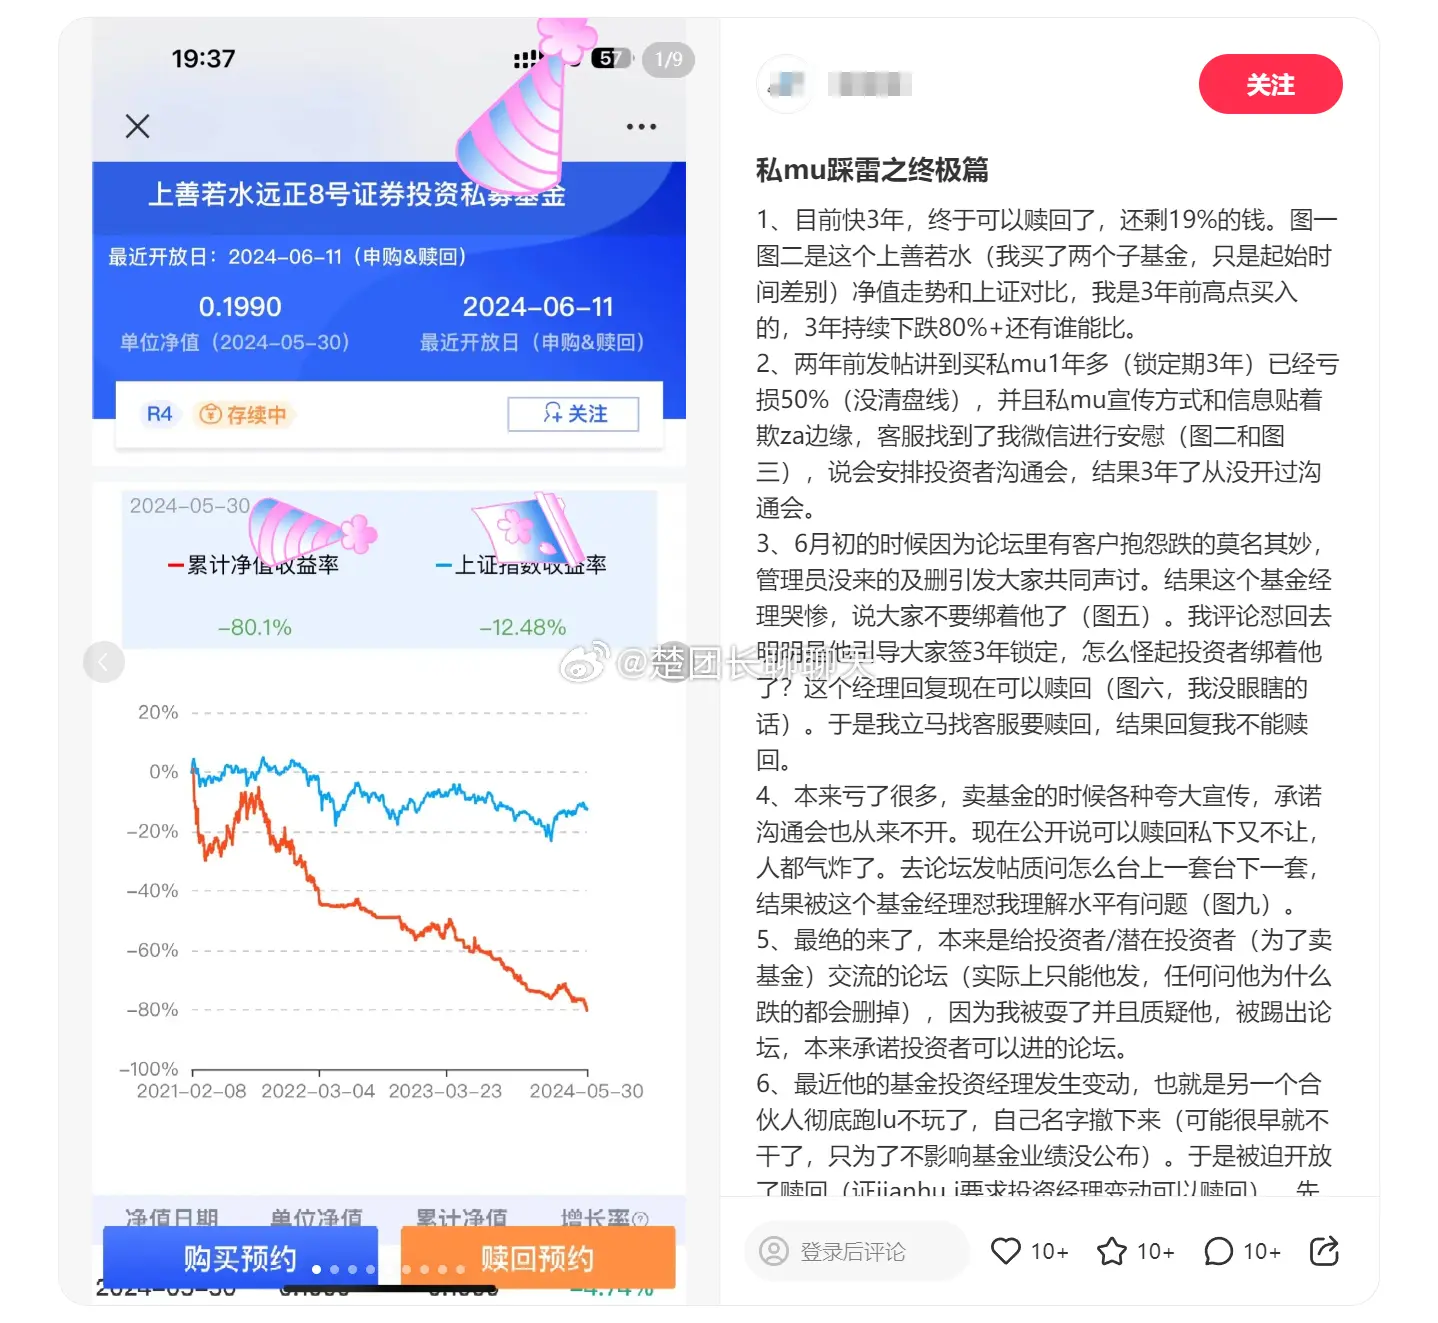 19:37
57
1/9
上善若水远正8号证券投资私募基金
最近开放日：2024-06-11（申购&赎回）
0.1990
2024-06-11
单位净值（2024-05-30）
最近开放日（申购&赎回）
R4
存续中
关注
2024-05-30
累计净值收益率
上证指数收益率
-80.1%
-12.48%
20%
0%
-20%
-40%
-60%
-80%
-100%
2021-02-08
2022-03-04
2023-03-23
2024-05-30
净值日期
单位净值
累计净值
增长率
购买预约
赎回预约
2024-05-30
-4.74%
@楚团长聊聊天
关注
私mu踩雷之终极篇
1、目前快3年，终于可以赎回了，还剩19%的钱。图一
图二是这个上善若水（我买了两个子基金，只是起始时
间差别）净值走势和上证对比，我是3年前高点买入
的，3年持续下跌80%+还有谁能比。
2、两年前发帖讲到买私mu1年多（锁定期3年）已经亏
损50%（没清盘线），并且私mu宣传方式和信息贴着
欺za边缘，客服找到了我微信进行安慰（图二和图
三），说会安排投资者沟通会，结果3年了从没开过沟
通会。
3、6月初的时候因为论坛里有客户抱怨跌的莫名其妙，
管理员没来的及删引发大家共同声讨。结果这个基金经
理哭惨，说大家不要绑着他了（图五）。我评论怼回去
明明是他引导大家签3年锁定，怎么怪起投资者绑着他
了？这个经理回复现在可以赎回（图六，我没眼瞎的
话）。于是我立马找客服要赎回，结果回复我不能赎
回。
4、本来亏了很多，卖基金的时候各种夸大宣传，承诺
沟通会也从来不开。现在公开说可以赎回私下又不让，
人都气炸了。去论坛发帖质问怎么台上一套台下一套，
结果被这个基金经理怼我理解水平有问题（图九）。
5、最绝的来了，本来是给投资者/潜在投资者（为了卖
基金）交流的论坛（实际上只能他发，任何问他为什么
跌的都会删掉），因为我被耍了并且质疑他，被踢出论
坛，本来承诺投资者可以进的论坛。
6、最近他的基金投资经理发生变动，也就是另一个合
伙人彻底跑lu不玩了，自己名字撤下来（可能很早就不
干了，只为了不影响基金业绩没公布）。于是被迫开放
了赎回（证jianhu i要求投资经理变动可以赎回）。先
登录后评论
10+
10+
10+